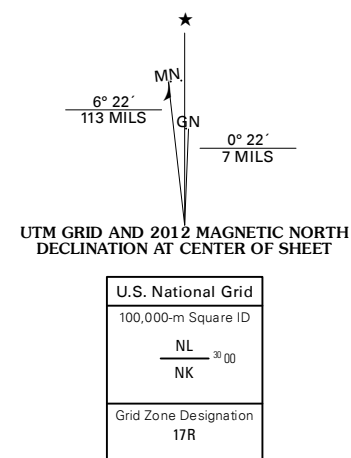 ★
MN.
6° 22´
113 MILS
GN
0° 22´
7 MILS
UTM GRID AND 2012 MAGNETIC NORTH
DECLINATION AT CENTER OF SHEET
U.S. National Grid
100,000-m Square ID
NL
30 00
NK
Grid Zone Designation
17R